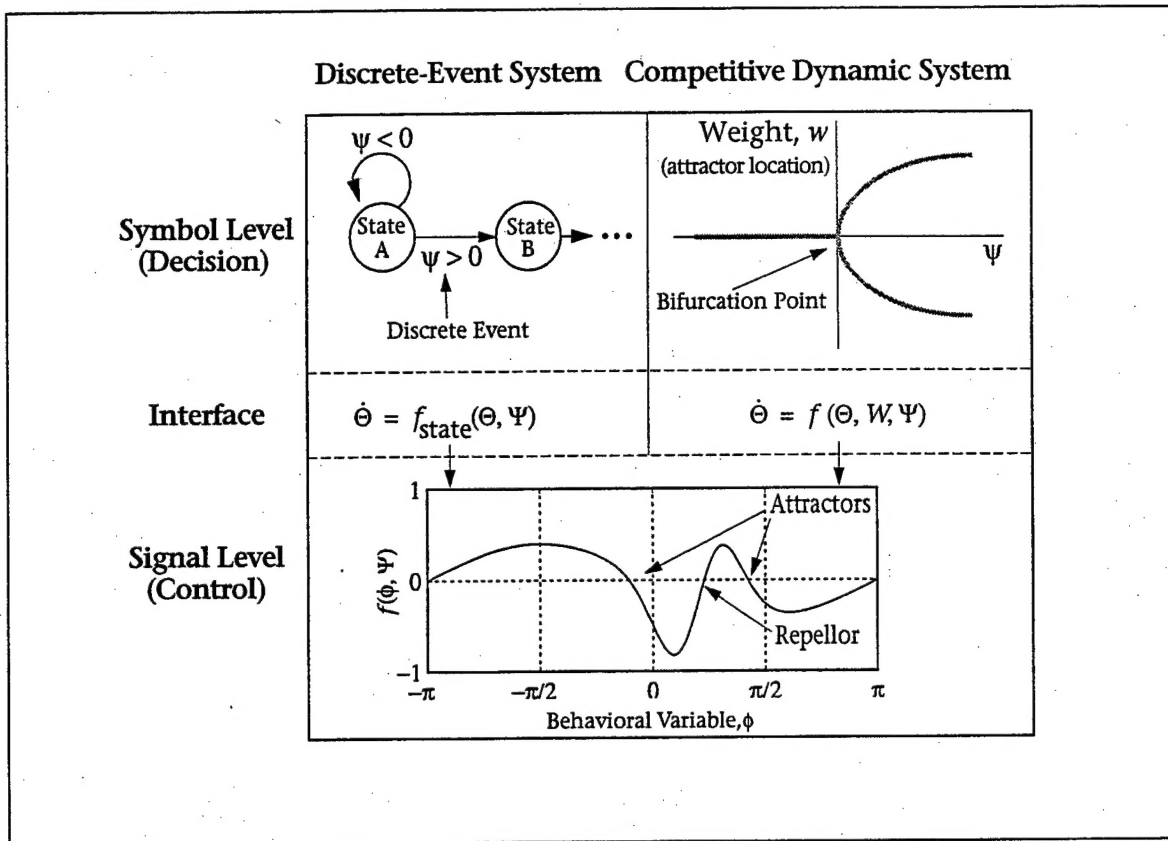 Discrete-Event System Competitive Dynamic System
Symbol Level
(Decision)
ψ < 0
State
A
ψ > 0
State
B
•••
Discrete Event
Weight, w
(attractor location)
ψ
Bifurcation Point
Interface
Θ̇ = f_state(Θ, Ψ)
Θ̇ = f (Θ, W, Ψ)
Signal Level
(Control)
f(ϕ, Ψ)
1
0
−1
−π
−π/2
0
π/2
π
Attractors
Repellor
Behavioral Variable,ϕ